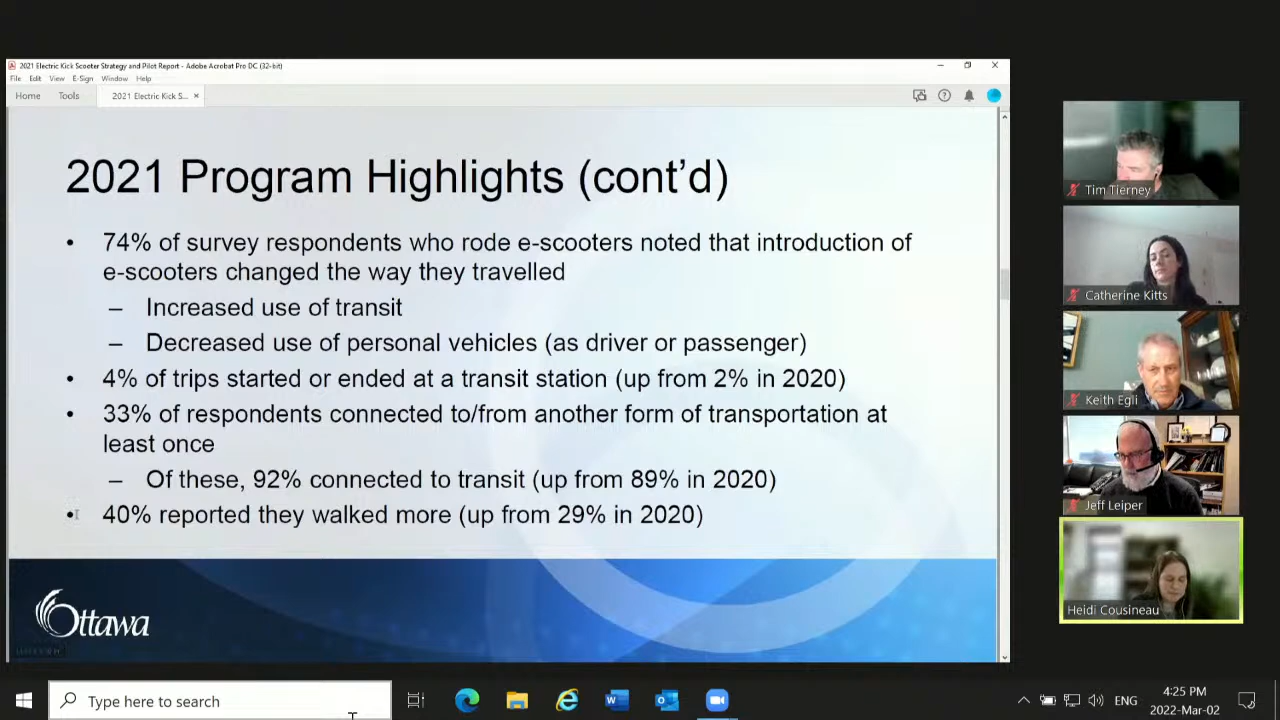 2021 Electric Kick Scooter Strategy and Pilot Report - Adobe Acrobat Pro DC (32-bit)
File Edit View E-Sign Window Help
Home Tools 2021 Electric Kick S... ×
2021 Program Highlights (cont’d)
• 74% of survey respondents who rode e-scooters noted that introduction of
e-scooters changed the way they travelled
– Increased use of transit
– Decreased use of personal vehicles (as driver or passenger)
• 4% of trips started or ended at a transit station (up from 2% in 2020)
• 33% of respondents connected to/from another form of transportation at
least once
– Of these, 92% connected to transit (up from 89% in 2020)
• 40% reported they walked more (up from 29% in 2020)
Ottawa
Tim Tierney
Catherine Kitts
Keith Egli
Jeff Leiper
Heidi Cousineau
Type here to search
ENG
4:25 PM
2022-Mar-02